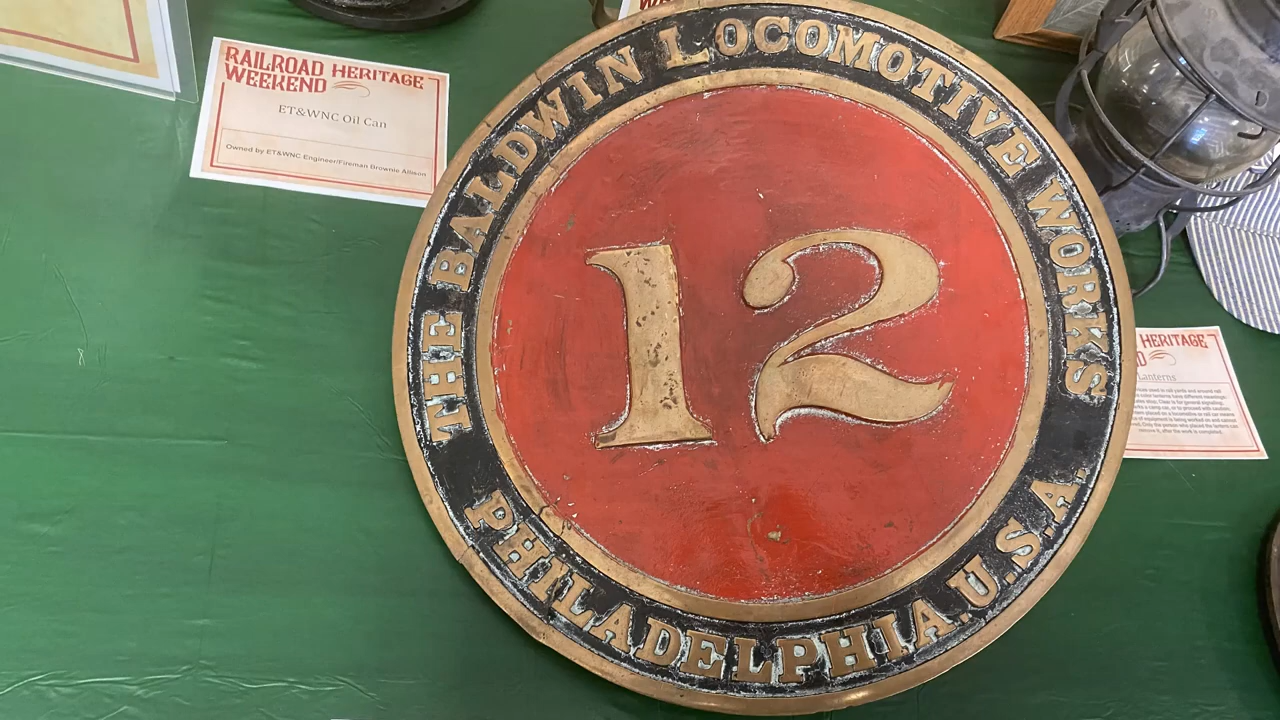 RAILROAD HERITAGE
WEEKEND
ET&WNC Oil Can
Owned by ET&WNC Engineer/Fireman Brownie Allison
THE BALDWIN LOCOMOTIVE WORKS
12
PHILADELPHIA, U.S.A.
HERITAGE
Lanterns